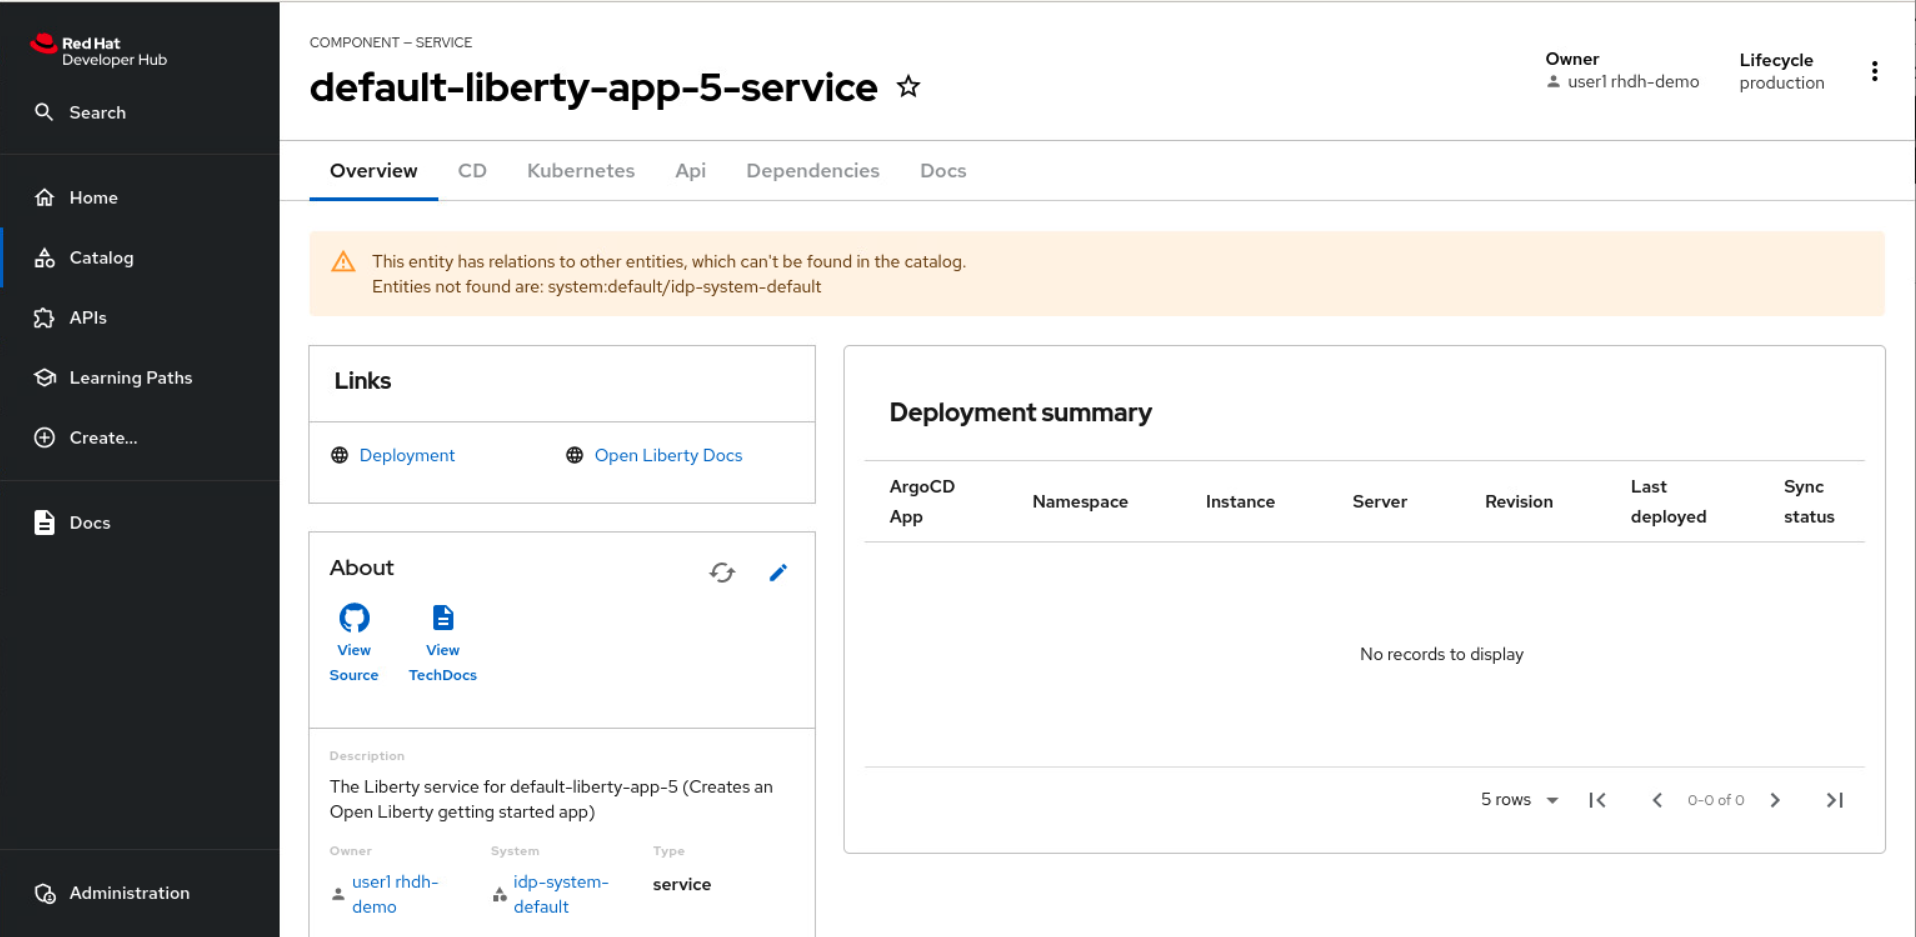 Red Hat
Developer Hub
Search
Home
Catalog
APIs
Learning Paths
Create...
Docs
Administration
COMPONENT — SERVICE
default-liberty-app-5-service
Owner
user1 rhdh-demo
Lifecycle
production
Overview
CD
Kubernetes
Api
Dependencies
Docs
This entity has relations to other entities, which can't be found in the catalog.
Entities not found are: system:default/idp-system-default
Links
Deployment
Open Liberty Docs
About
View
Source
View
TechDocs
Description
The Liberty service for default-liberty-app-5 (Creates an
Open Liberty getting started app)
Owner
user1 rhdh-
demo
System
idp-system-
default
Type
service
Deployment summary
ArgoCD
App
Namespace
Instance
Server
Revision
Last
deployed
Sync
status
No records to display
5 rows
0-0 of 0